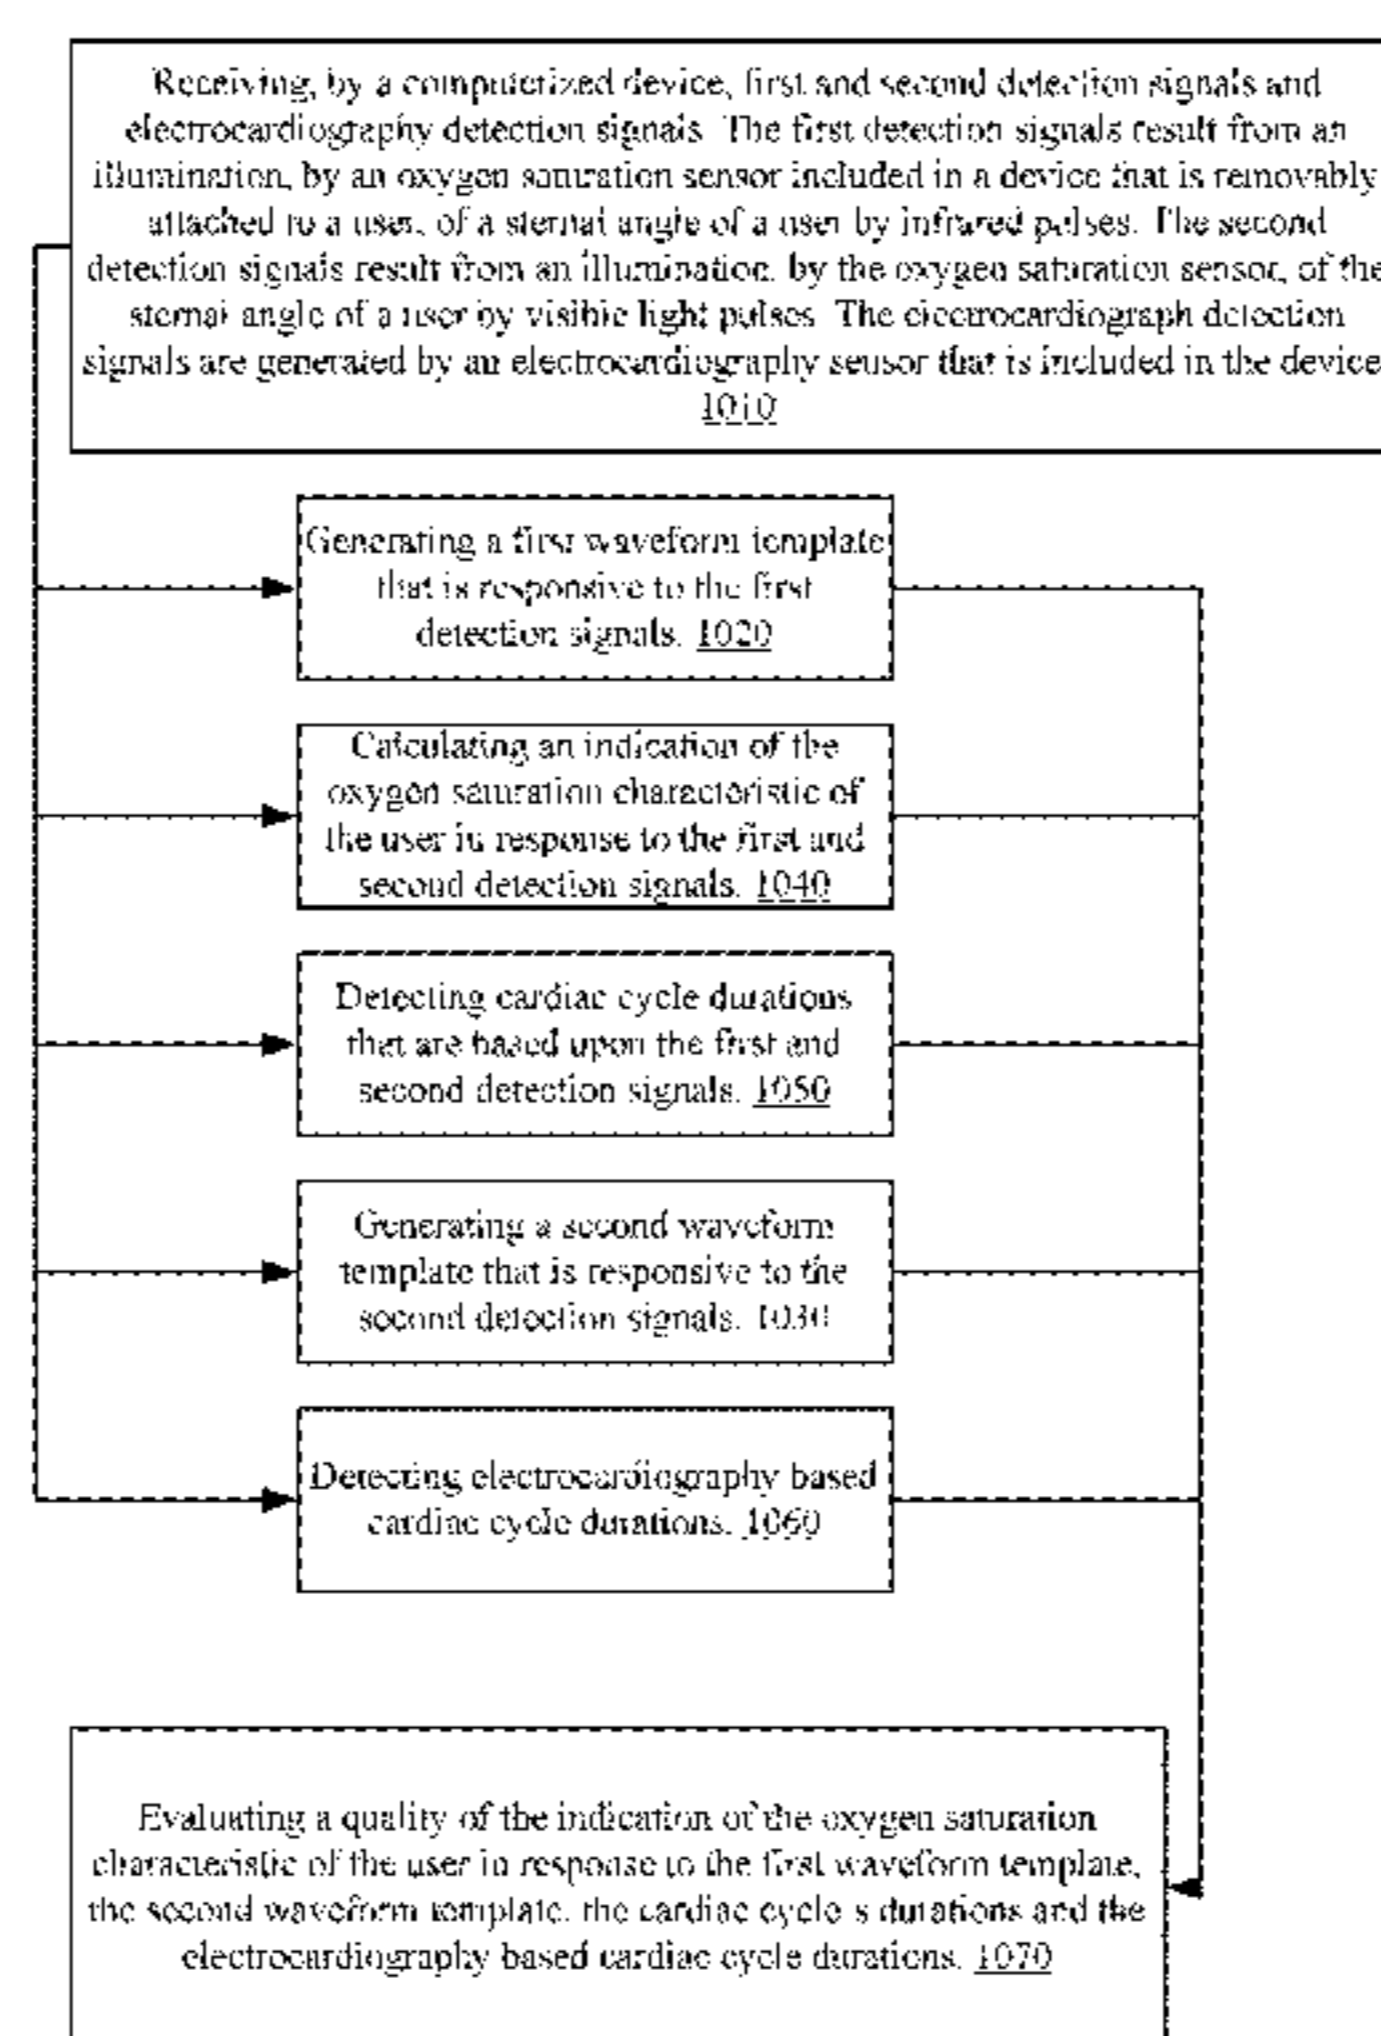 Receiving, by a computerized device, first and second detection signals and
electrocardiography detection signals. The first detection signals result from an
illumination, by an oxygen saturation sensor included in a device that is removably
attached to a user, of a sternal angle of a user by infrared pulses. The second
detection signals result from an illumination, by the oxygen saturation sensor, of the
sternal angle of a user by visible light pulses. The electrocardiograph detection
signals are generated by an electrocardiography sensor that is included in the device
1010
Generating a first waveform template
that is responsive to the first
detection signals. 1020
Calculating an indication of the
oxygen saturation characteristic of
the user in response to the first and
second detection signals. 1040
Detecting cardiac cycle durations
that are based upon the first and
second detection signals. 1050
Generating a second waveform
template that is responsive to the
second detection signals. 1030
Detecting electrocardiography based
cardiac cycle durations. 1060
Evaluating a quality of the indication of the oxygen saturation
characteristic of the user in response to the first waveform template,
the second waveform template, the cardiac cycle s durations and the
electrocardiography based cardiac cycle durations. 1070